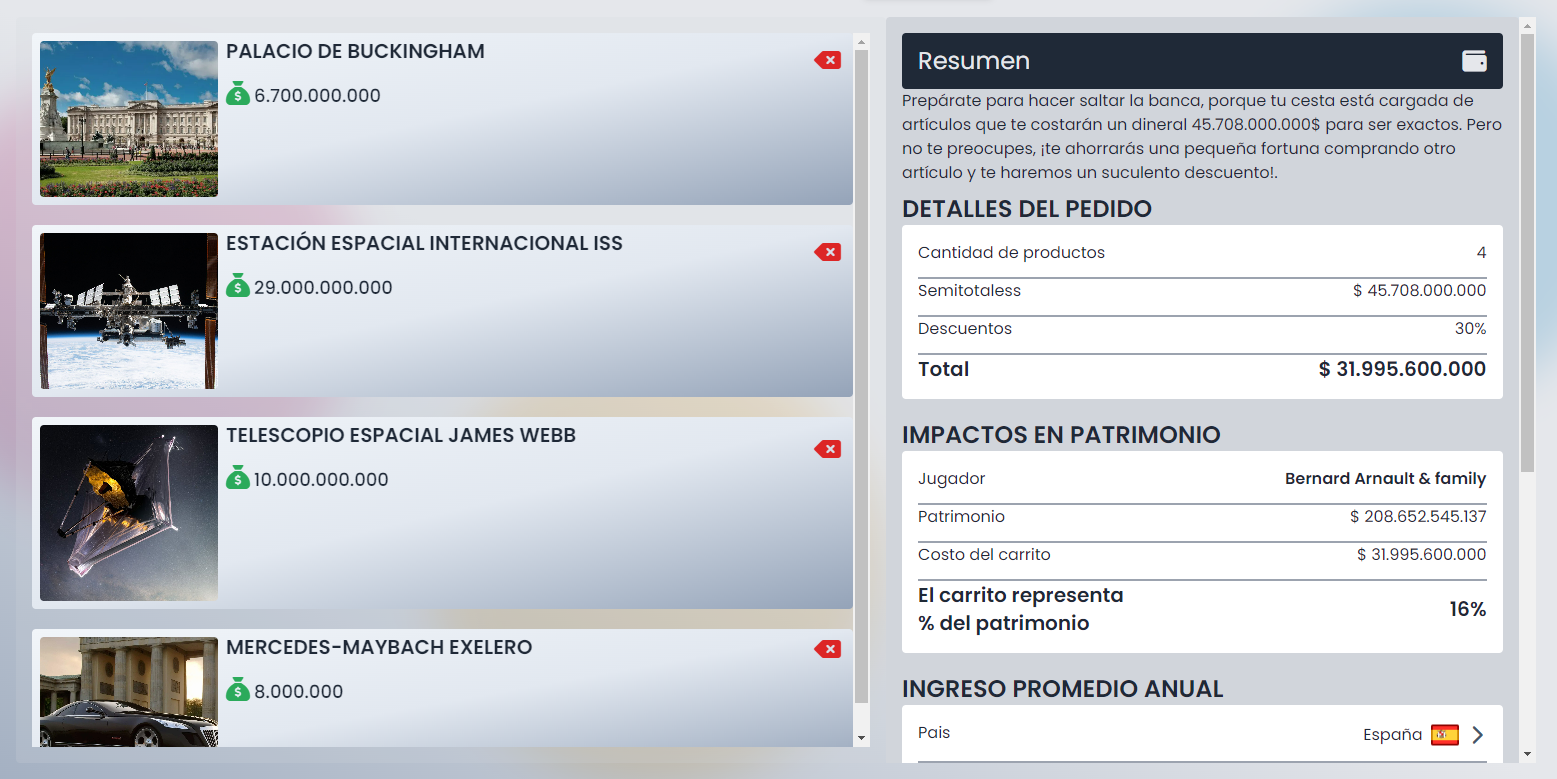 PALACIO DE BUCKINGHAM
6.700.000.000
ESTACIÓN ESPACIAL INTERNACIONAL ISS
29.000.000.000
TELESCOPIO ESPACIAL JAMES WEBB
10.000.000.000
MERCEDES-MAYBACH EXELERO
8.000.000
Resumen
Prepárate para hacer saltar la banca, porque tu cesta está cargada de
artículos que te costarán un dineral 45.708.000.000$ para ser exactos. Pero
no te preocupes, ¡te ahorrarás una pequeña fortuna comprando otro
artículo y te haremos un suculento descuento!.
DETALLES DEL PEDIDO
Cantidad de productos 4
Semitotaless $ 45.708.000.000
Descuentos 30%
Total $ 31.995.600.000
IMPACTOS EN PATRIMONIO
Jugador Bernard Arnault & family
Patrimonio $ 208.652.545.137
Costo del carrito $ 31.995.600.000
El carrito representa
% del patrimonio 16%
INGRESO PROMEDIO ANUAL
Pais España